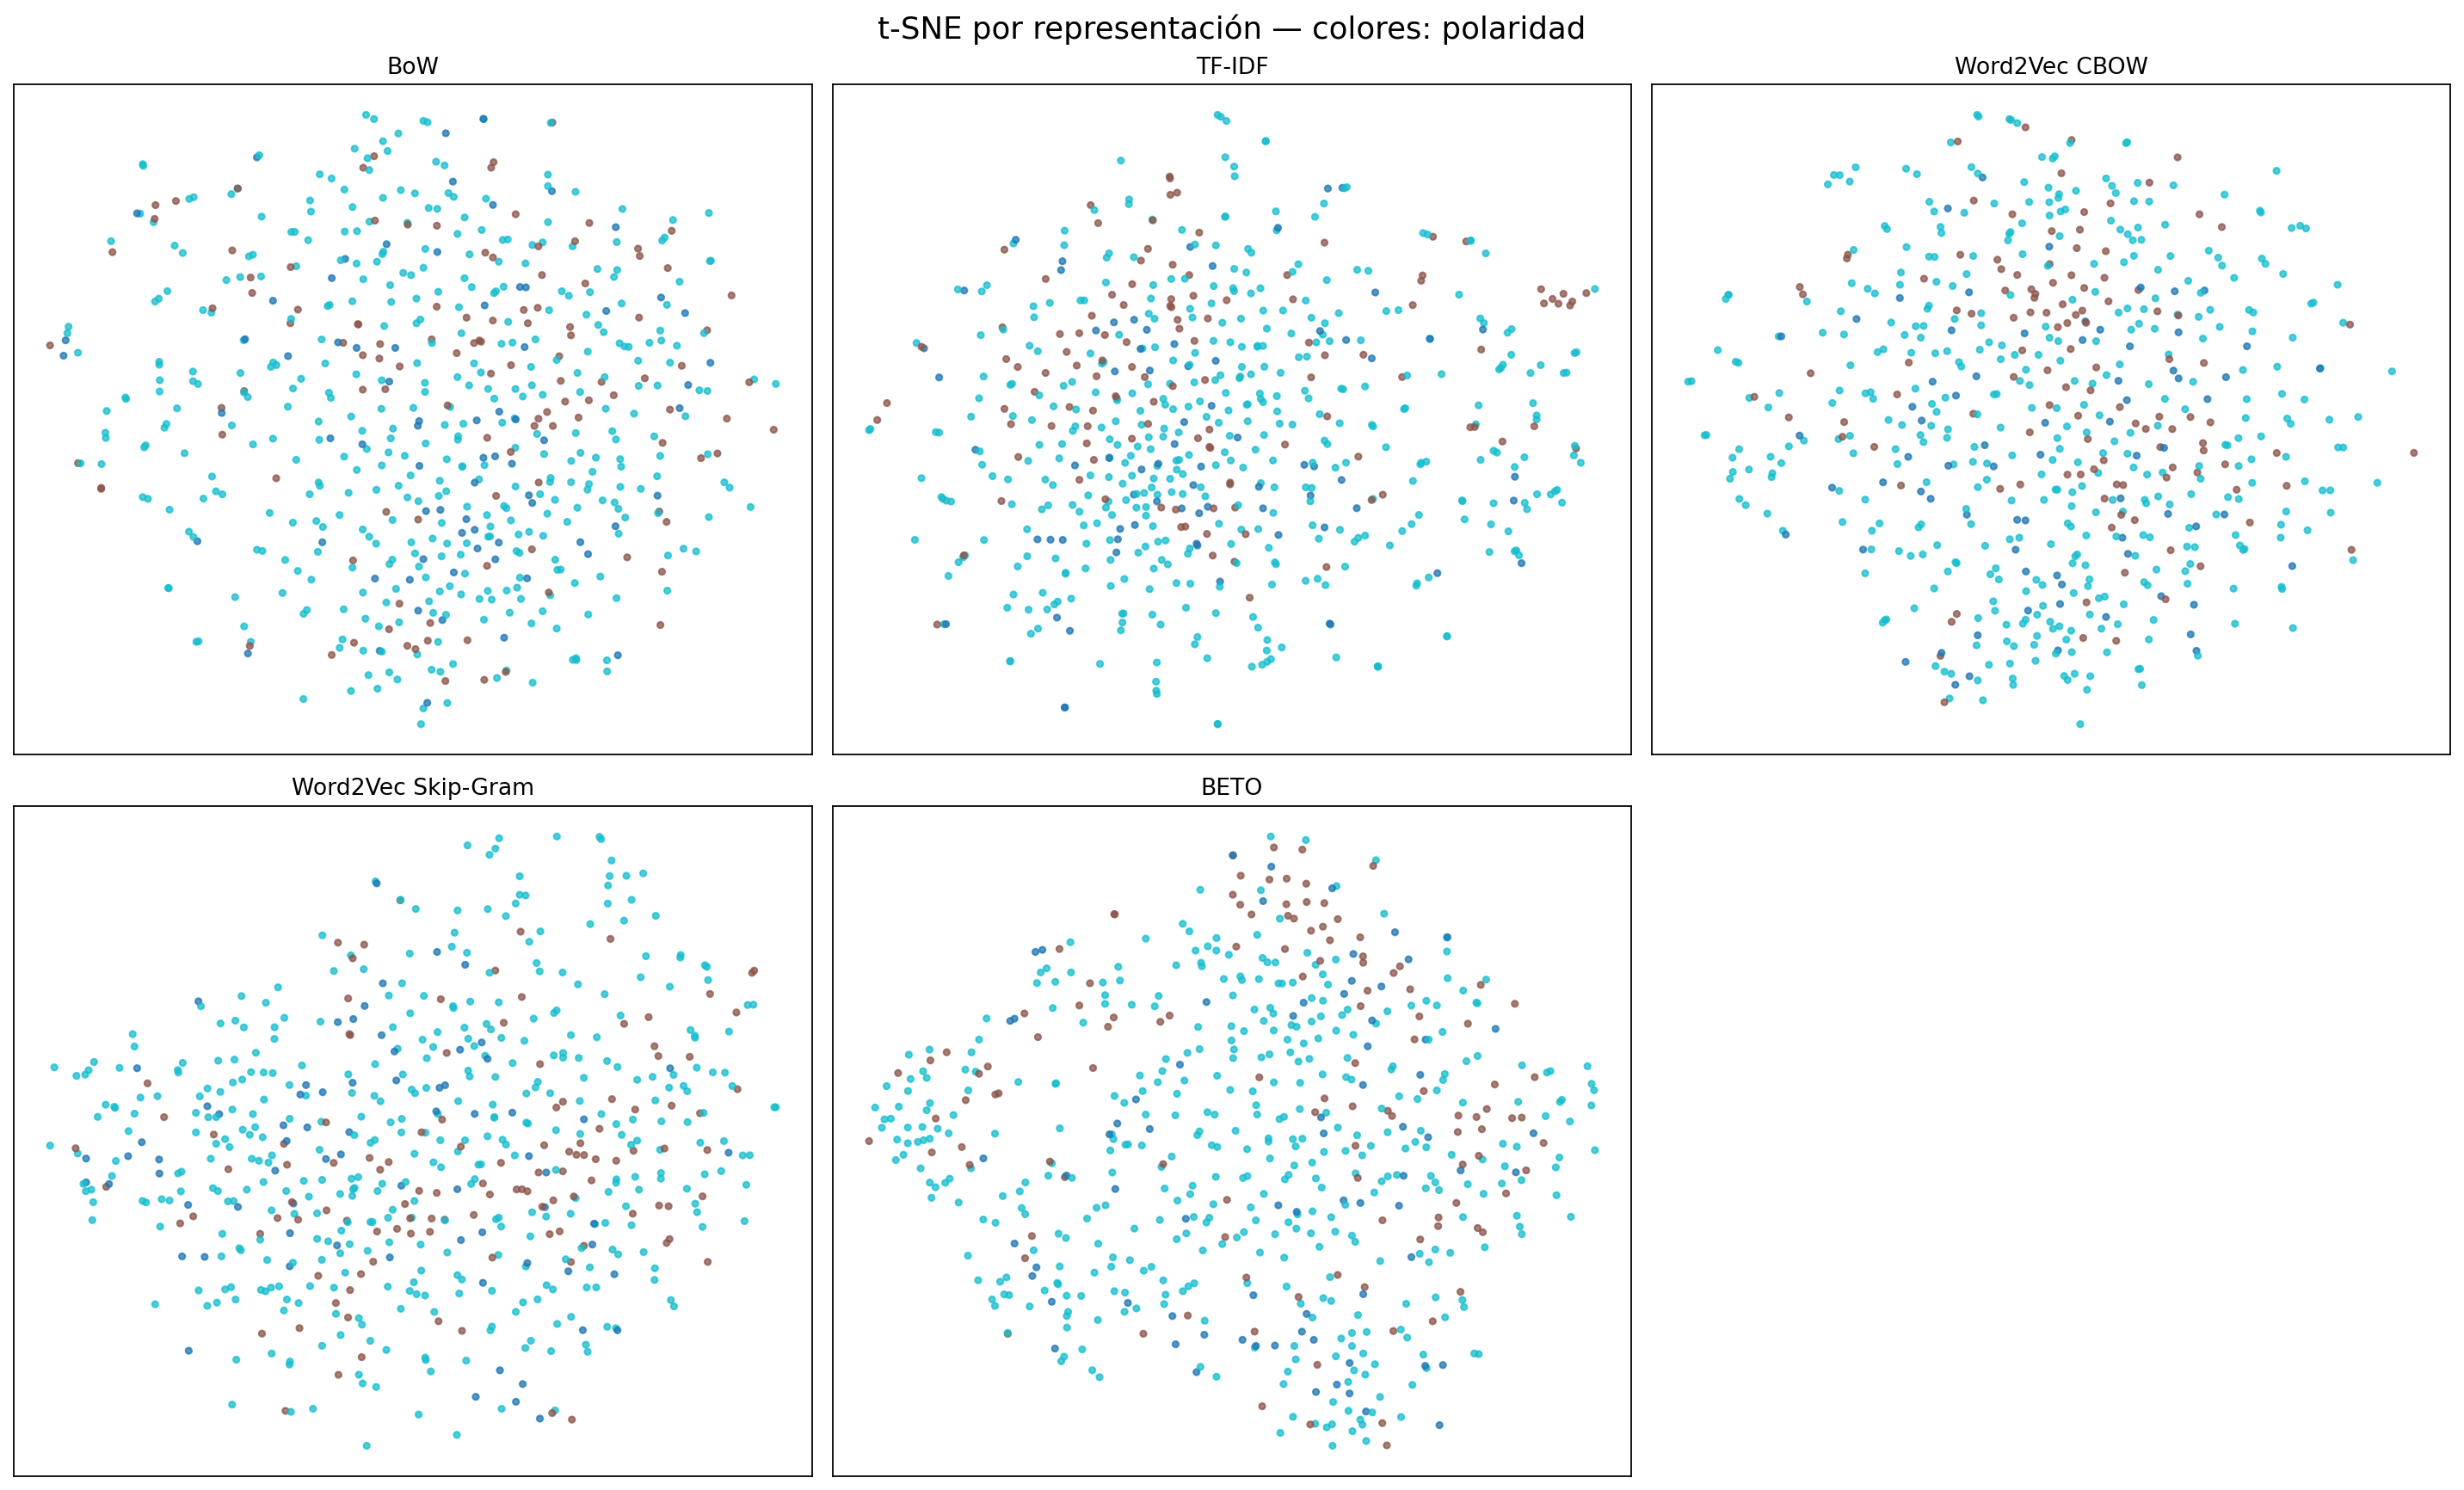 t-SNE por representación — colores: polaridad
BoW
TF-IDF
Word2Vec CBOW
Word2Vec Skip-Gram
BETO